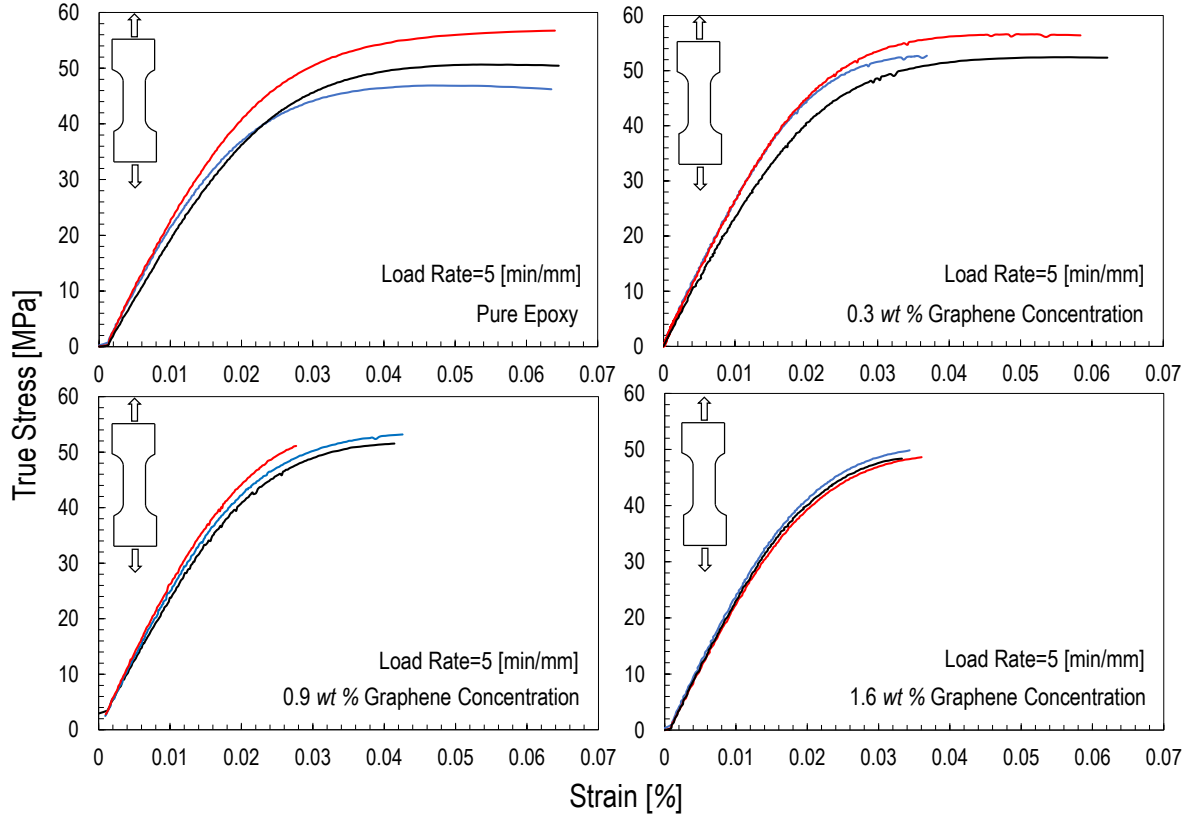 True Stress [MPa]
60
50
40
30
20
10
0
Load Rate=5 [min/mm]
Pure Epoxy
0 0.01 0.02 0.03 0.04 0.05 0.06 0.07
60
50
40
30
20
10
0
Load Rate=5 [min/mm]
0.3 wt % Graphene Concentration
0 0.01 0.02 0.03 0.04 0.05 0.06 0.07
60
50
40
30
20
10
0
Load Rate=5 [min/mm]
0.9 wt % Graphene Concentration
0 0.01 0.02 0.03 0.04 0.05 0.06 0.07
60
50
40
30
20
10
0
Load Rate=5 [min/mm]
1.6 wt % Graphene Concentration
0 0.01 0.02 0.03 0.04 0.05 0.06 0.07
Strain [%]